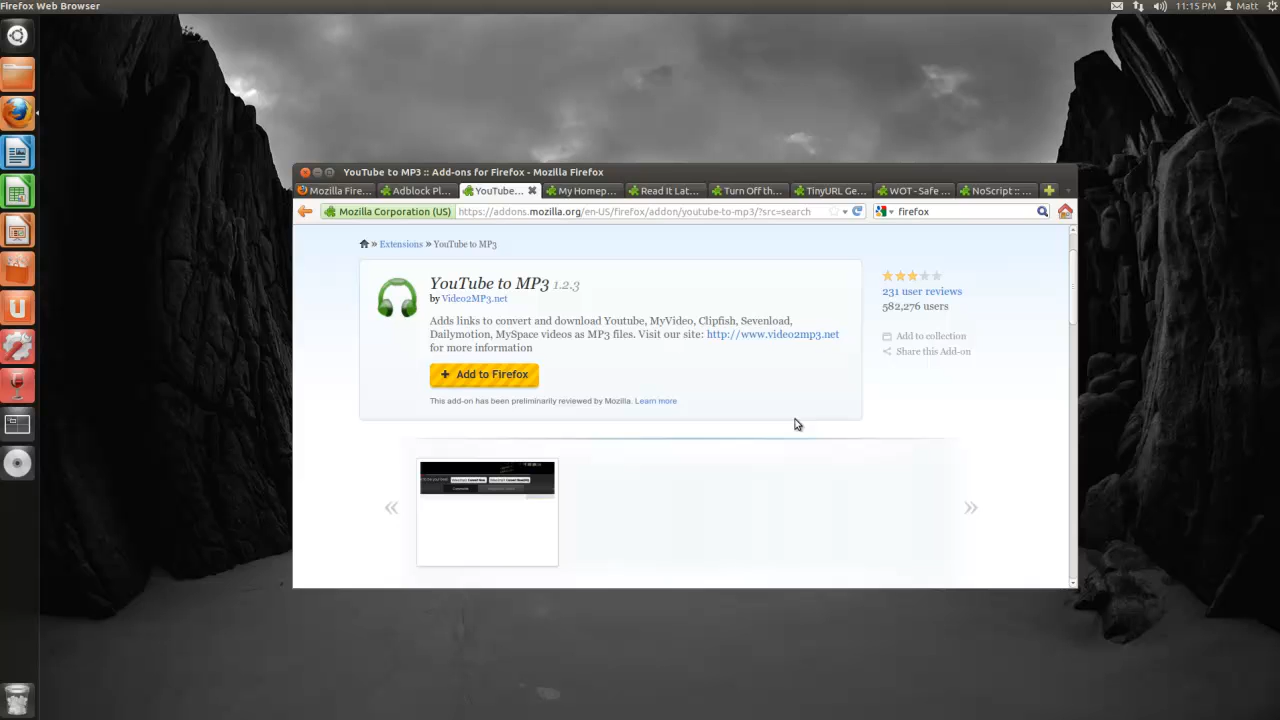 Firefox Web Browser
11:15 PM Matt
YouTube to MP3 :: Add-ons for Firefox - Mozilla Firefox
Mozilla Fire... Adblock Pl... YouTube... My Homep... Read It Lat... Turn Off th... TinyURL Ge... WOT - Safe ... NoScript :: ...
Mozilla Corporation (US) https://addons.mozilla.org/en-US/firefox/addon/youtube-to-mp3/?src=search firefox
» Extensions » YouTube to MP3
YouTube to MP3 1.2.3
by Video2MP3.net
Adds links to convert and download Youtube, MyVideo, Clipfish, Sevenload,
Dailymotion, MySpace videos as MP3 files. Visit our site: http://www.video2mp3.net
for more information
+ Add to Firefox
This add-on has been preliminarily reviewed by Mozilla. Learn more
231 user reviews
582,276 users
Add to collection
Share this Add-on
« »